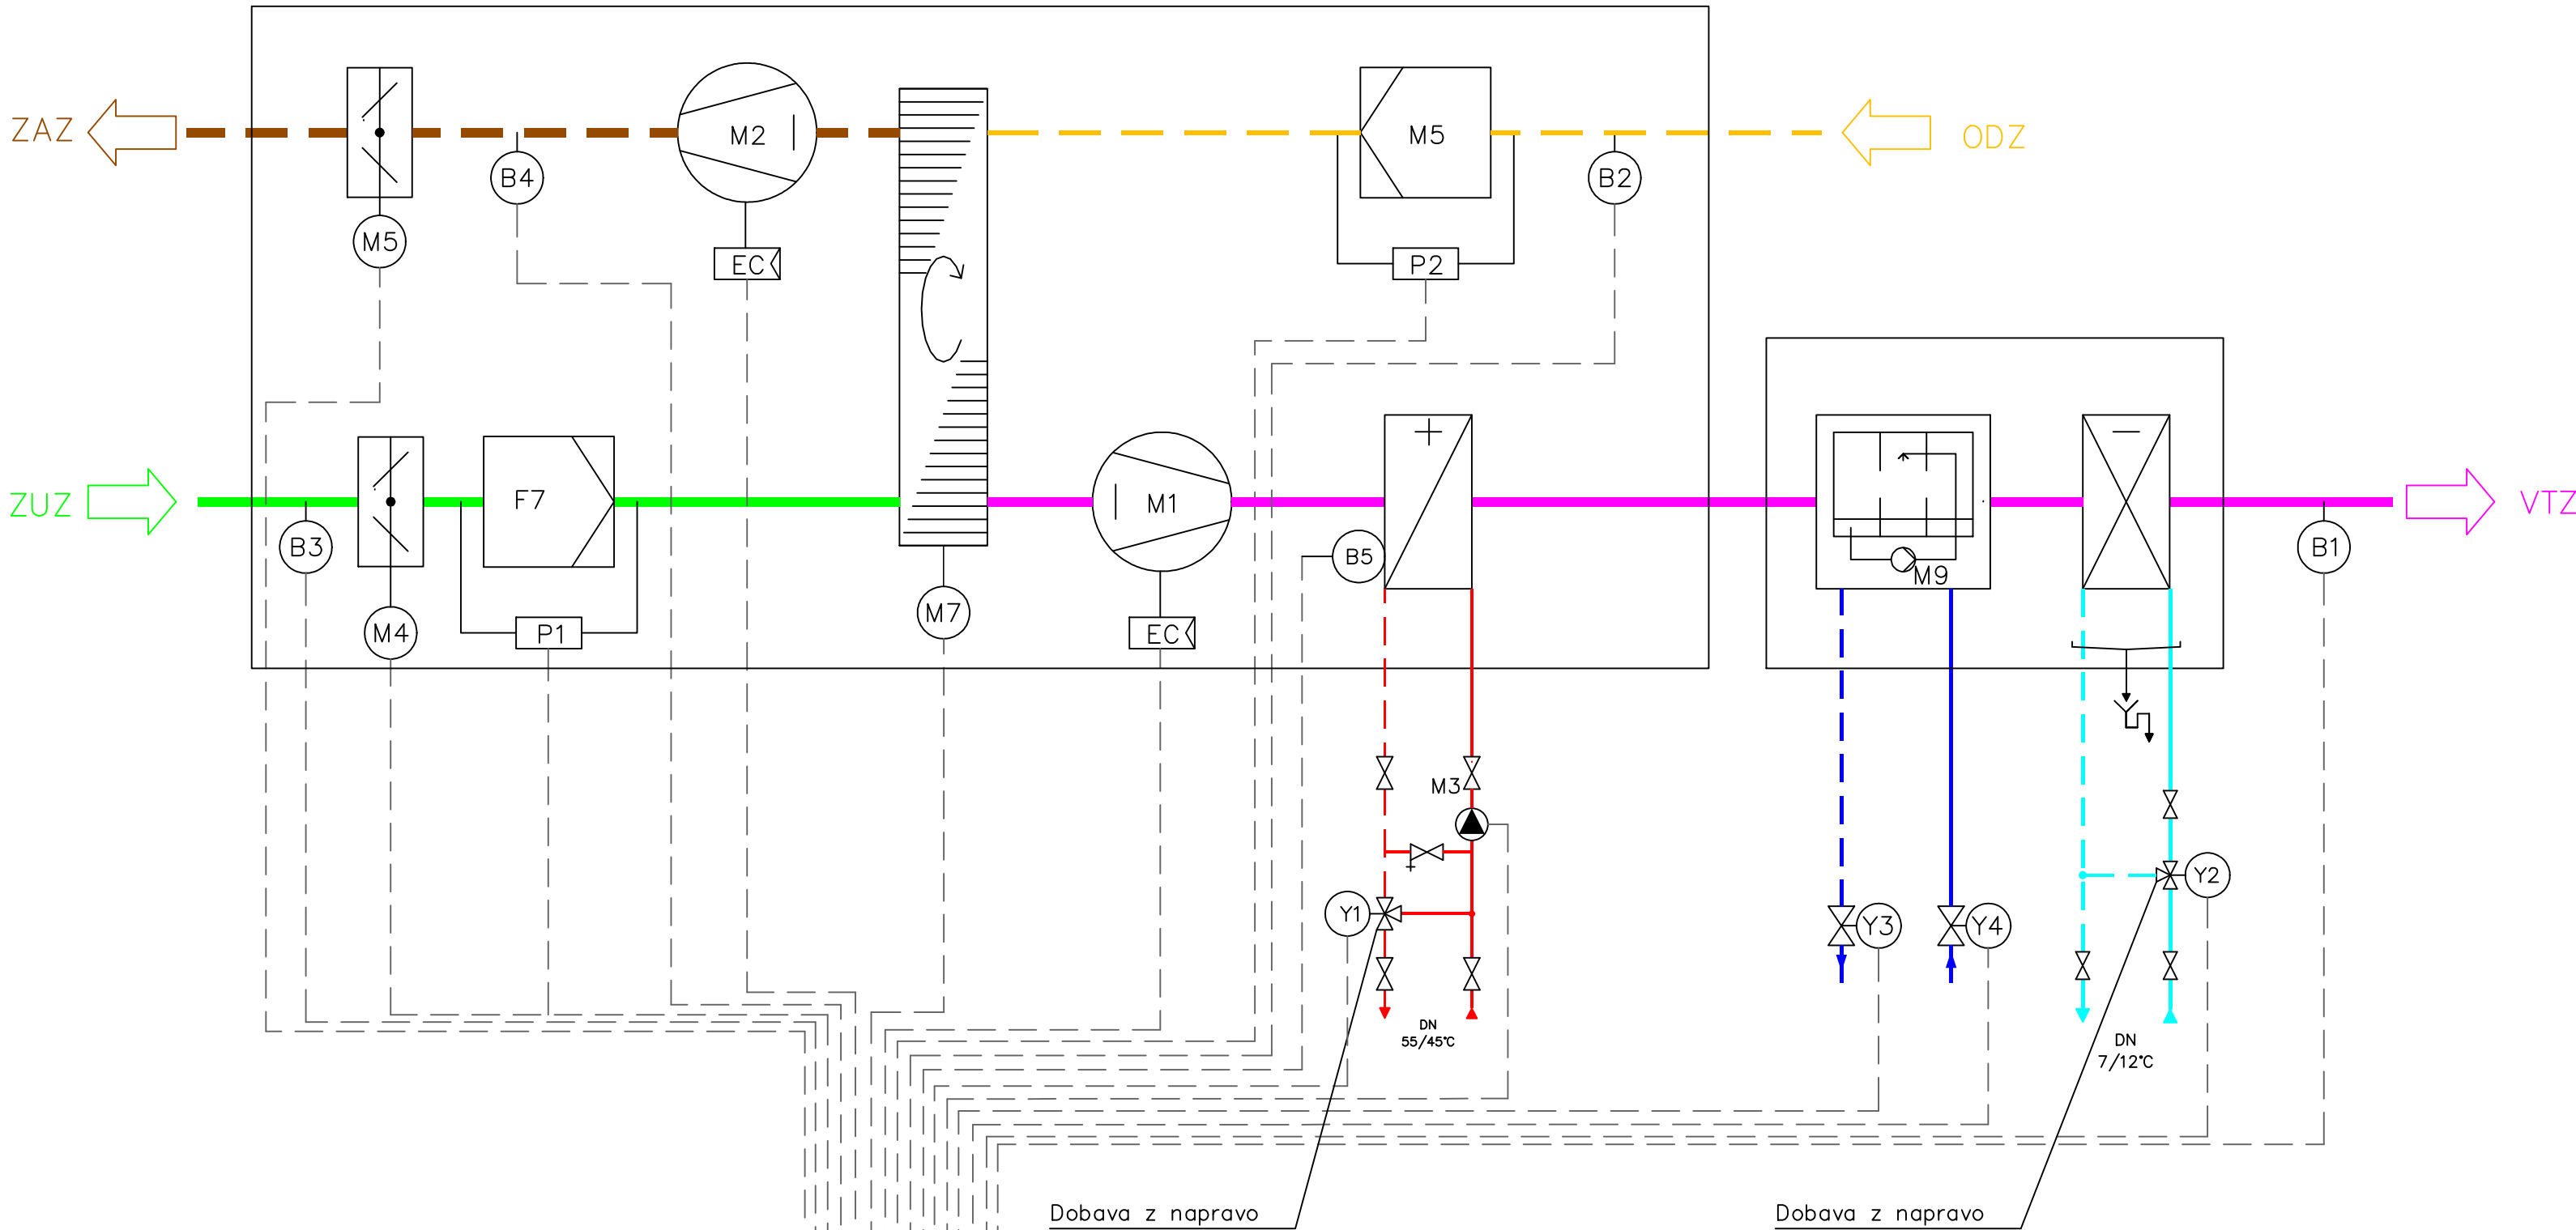 ZAZ
M2
M5
ODZ
B4
B2
M5
EC
P2
ZUZ
F7
M1
VTZ
B3
B5
B1
M9
M7
M4
P1
EC
M3
Y1
Y3
Y4
Y2
DN
55/45°C
DN
7/12°C
Dobava z napravo
Dobava z napravo